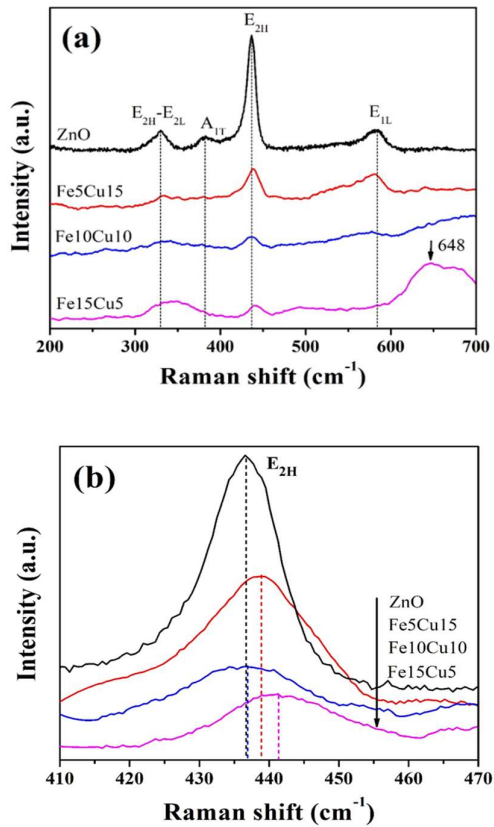 (a)
E2H
E2H-E2L
A1T
E1L
ZnO
Fe5Cu15
Fe10Cu10
648
Fe15Cu5
Intensity (a.u.)
200 300 400 500 600 700
Raman shift (cm-1)
(b)
E2H
ZnO
Fe5Cu15
Fe10Cu10
Fe15Cu5
Intensity (a.u.)
410 420 430 440 450 460 470
Raman shift (cm-1)